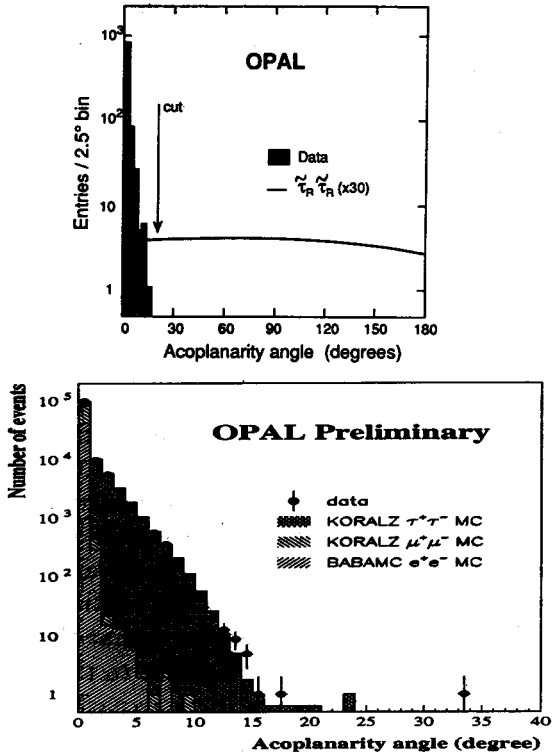 10³
OPAL
cut
10²
Data
τ̃_R τ̃_R (x30)
10
1
Entries / 2.5° bin
0 30 60 90 120 150 180
Acoplanarity angle (degrees)
10⁵
OPAL Preliminary
10⁴
data
KORALZ τ⁺τ⁻ MC
10³
KORALZ μ⁺μ⁻ MC
BABAMC e⁺e⁻ MC
10²
10
1
Number of events
0 5 10 15 20 25 30 35 40
Acoplanarity angle (degree)